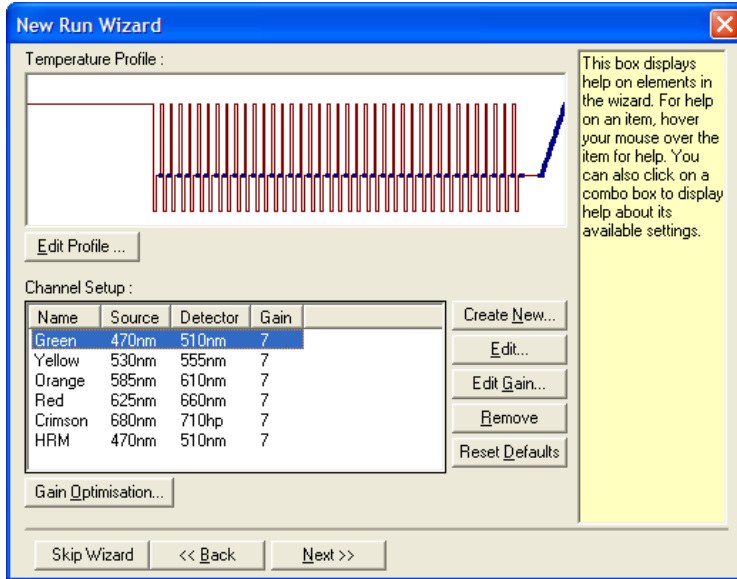 New Run Wizard
Temperature Profile :
This box displays
help on elements in
the wizard. For help
on an item, hover
your mouse over the
item for help. You
can also click on a
combo box to display
help about its
available settings.
Edit Profile ...
Channel Setup :
Name Source Detector Gain
Green 470nm 510nm 7
Yellow 530nm 555nm 7
Orange 585nm 610nm 7
Red 625nm 660nm 7
Crimson 680nm 710hp 7
HRM 470nm 510nm 7
Create New...
Edit...
Edit Gain...
Remove
Reset Defaults
Gain Optimisation...
Skip Wizard << Back Next >>